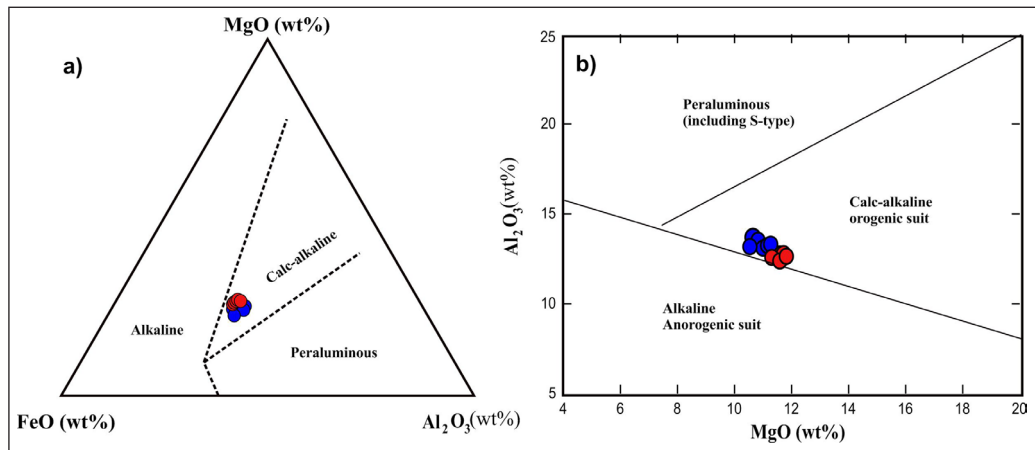 MgO (wt%)
a)
Calc-alkaline
Alkaline
Peraluminous
FeO (wt%)
Al2O3(wt%)
b)
25
20
15
10
5
Al2O3(wt%)
Peraluminous
(including S-type)
Calc-alkaline
orogenic suit
Alkaline
Anorogenic suit
4
6
8
10
12
14
16
18
20
MgO (wt%)